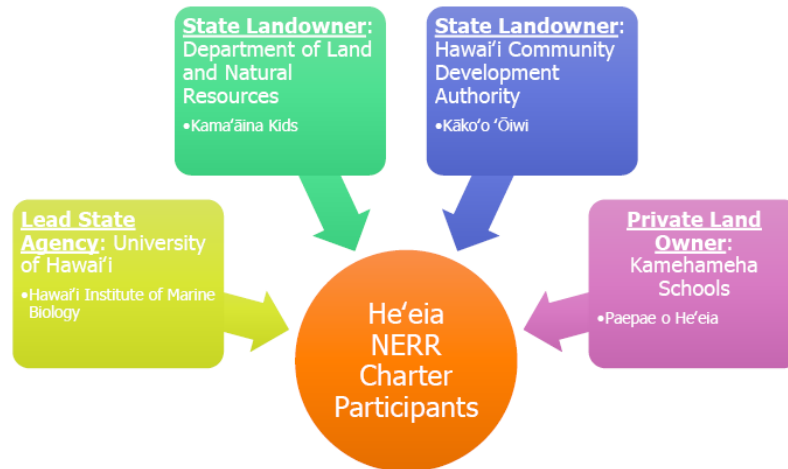 State Landowner:
Department of Land
and Natural
Resources
•Kamaʻāina Kids
State Landowner:
Hawaiʻi Community
Development
Authority
•Kākoʻo ʻŌiwi
Lead State
Agency: University
of Hawaiʻi
•Hawaiʻi Institute of Marine
Biology
Private Land
Owner:
Kamehameha
Schools
•Paepae o Heʻeia
Heʻeia
NERR
Charter
Participants